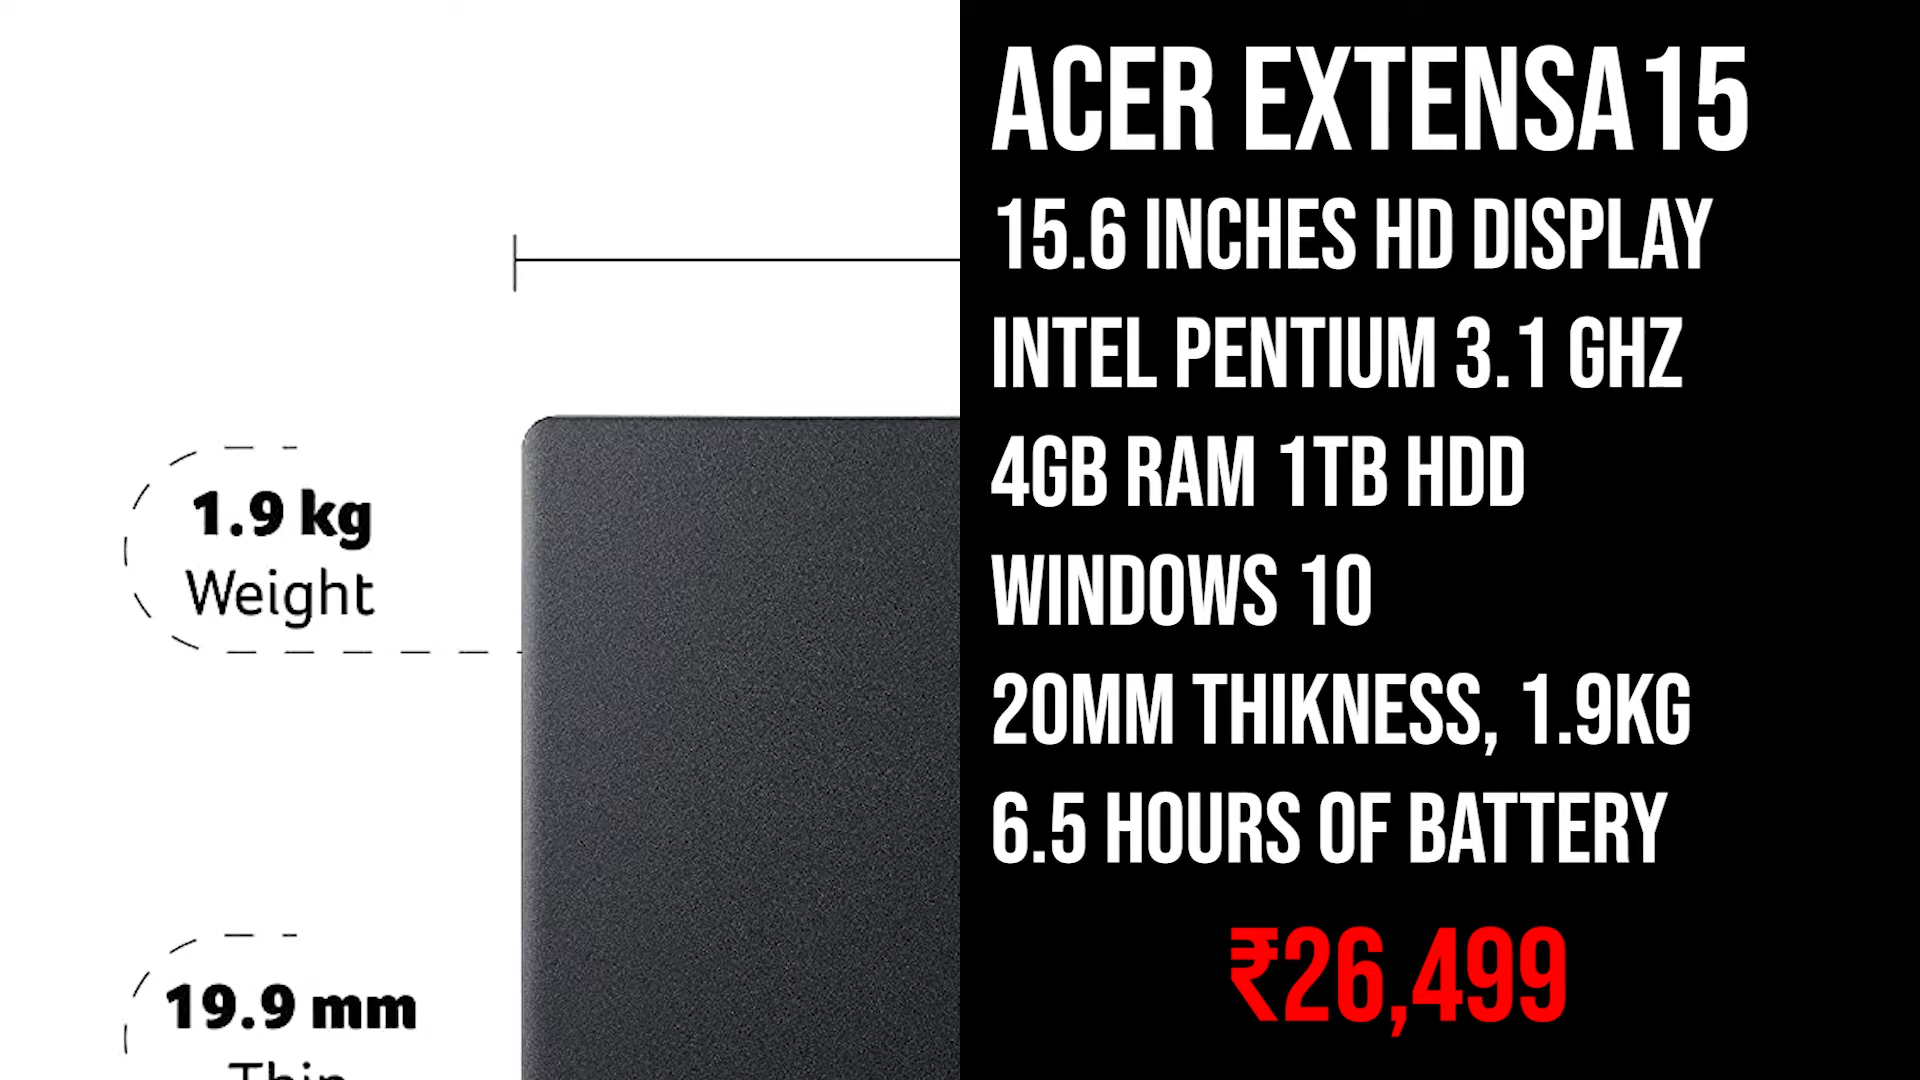 1.9 kg
Weight
19.9 mm
Thin
ACER EXTENSA15
15.6 INCHES HD DISPLAY
INTEL PENTIUM 3.1 GHZ
4GB RAM 1TB HDD
WINDOWS 10
20MM THIKNESS, 1.9KG
6.5 HOURS OF BATTERY
₹26,499